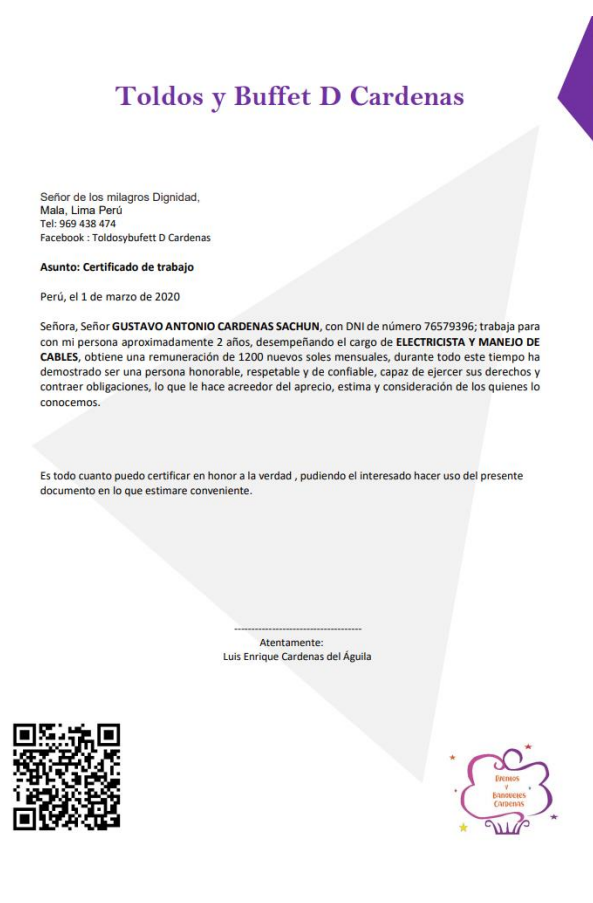 Toldos y Buffet D Cardenas
Señor de los milagros Dignidad,
Mala, Lima Perú
Tel: 969 438 474
Facebook : Toldosybufett D Cardenas
Asunto: Certificado de trabajo
Perú, el 1 de marzo de 2020
Señora, Señor GUSTAVO ANTONIO CARDENAS SACHUN, con DNI de número 76579396; trabaja para
con mi persona aproximadamente 2 años, desempeñando el cargo de ELECTRICISTA Y MANEJO DE
CABLES, obtiene una remuneración de 1200 nuevos soles mensuales, durante todo este tiempo ha
demostrado ser una persona honorable, respetable y de confiable, capaz de ejercer sus derechos y
contraer obligaciones, lo que le hace acreedor del aprecio, estima y consideración de los quienes lo
conocemos.
Es todo cuanto puedo certificar en honor a la verdad , pudiendo el interesado hacer uso del presente
documento en lo que estimare conveniente.
-------------------------------------
Atentamente:
Luis Enrique Cardenas del Águila
Eventos
y
Banquetes
Cardenas